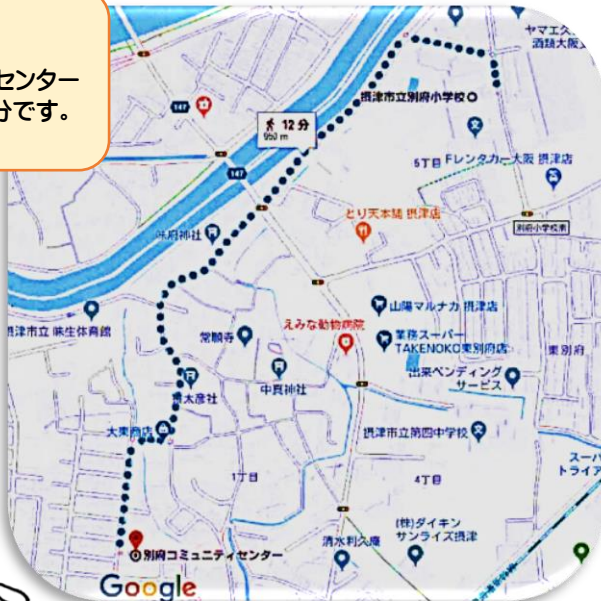 センター
分です。
ヤマエク
酒類大阪
147
摂津市立別府小学校
12 分
950 m
147
5丁目
Fレンタカー大阪 摂津店
とり天本舗 摂津店
別府小学校南
味府神社
山陽マルナカ 摂津店
摂津市立 味生体育館
常願寺
えみな動物病院
業務スーパー
TAKENOKO東別府店
東別府
出来ベンディング
サービス
中真神社
太彦社
大東商店
摂津市立第四中学校
スーパ
トライア
1丁目
4丁目
(株)ダイキン
サンライズ摂津
清水利久庵
別府コミュニティセンター
Google